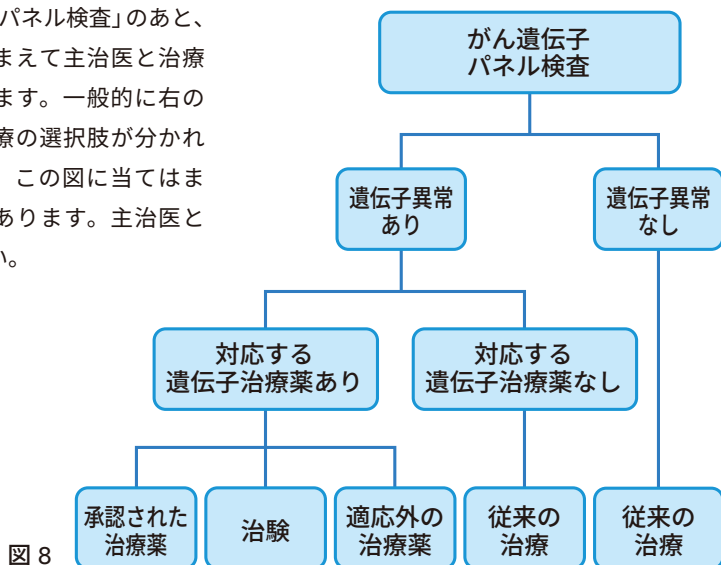 パネル検査」のあと、
まえて主治医と治療
ます。一般的に右の
療の選択肢が分かれ
この図に当てはま
あります。主治医と
い。
がん遺伝子
パネル検査
遺伝子異常
あり
遺伝子異常
なし
対応する
遺伝子治療薬あり
対応する
遺伝子治療薬なし
承認された
治療薬
治験
適応外の
治療薬
従来の
治療
従来の
治療
図 8